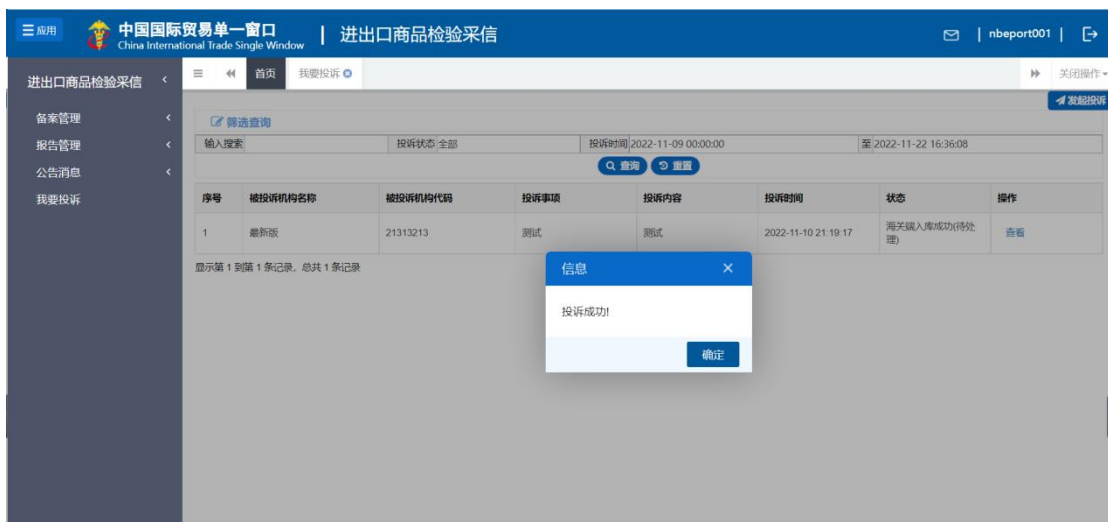 应用
中国国际贸易单一窗口
China International Trade Single Window
进出口商品检验采信
nbeport001
进出口商品检验采信
首页
我要投诉
关闭操作
发起投诉
备案管理
报告管理
公告消息
我要投诉
筛选查询
输入搜索
投诉状态 全部
投诉时间 2022-11-09 00:00:00
至 2022-11-22 16:36:08
查询
重置
序号 被投诉机构名称 被投诉机构代码 投诉事项 投诉内容 投诉时间 状态 操作
1 最新版 21313213 测试 测试 2022-11-10 21:19:17 海关端入库成功(待处
理) 查看
显示第 1 到第 1 条记录，总共 1 条记录
信息
投诉成功!
确定